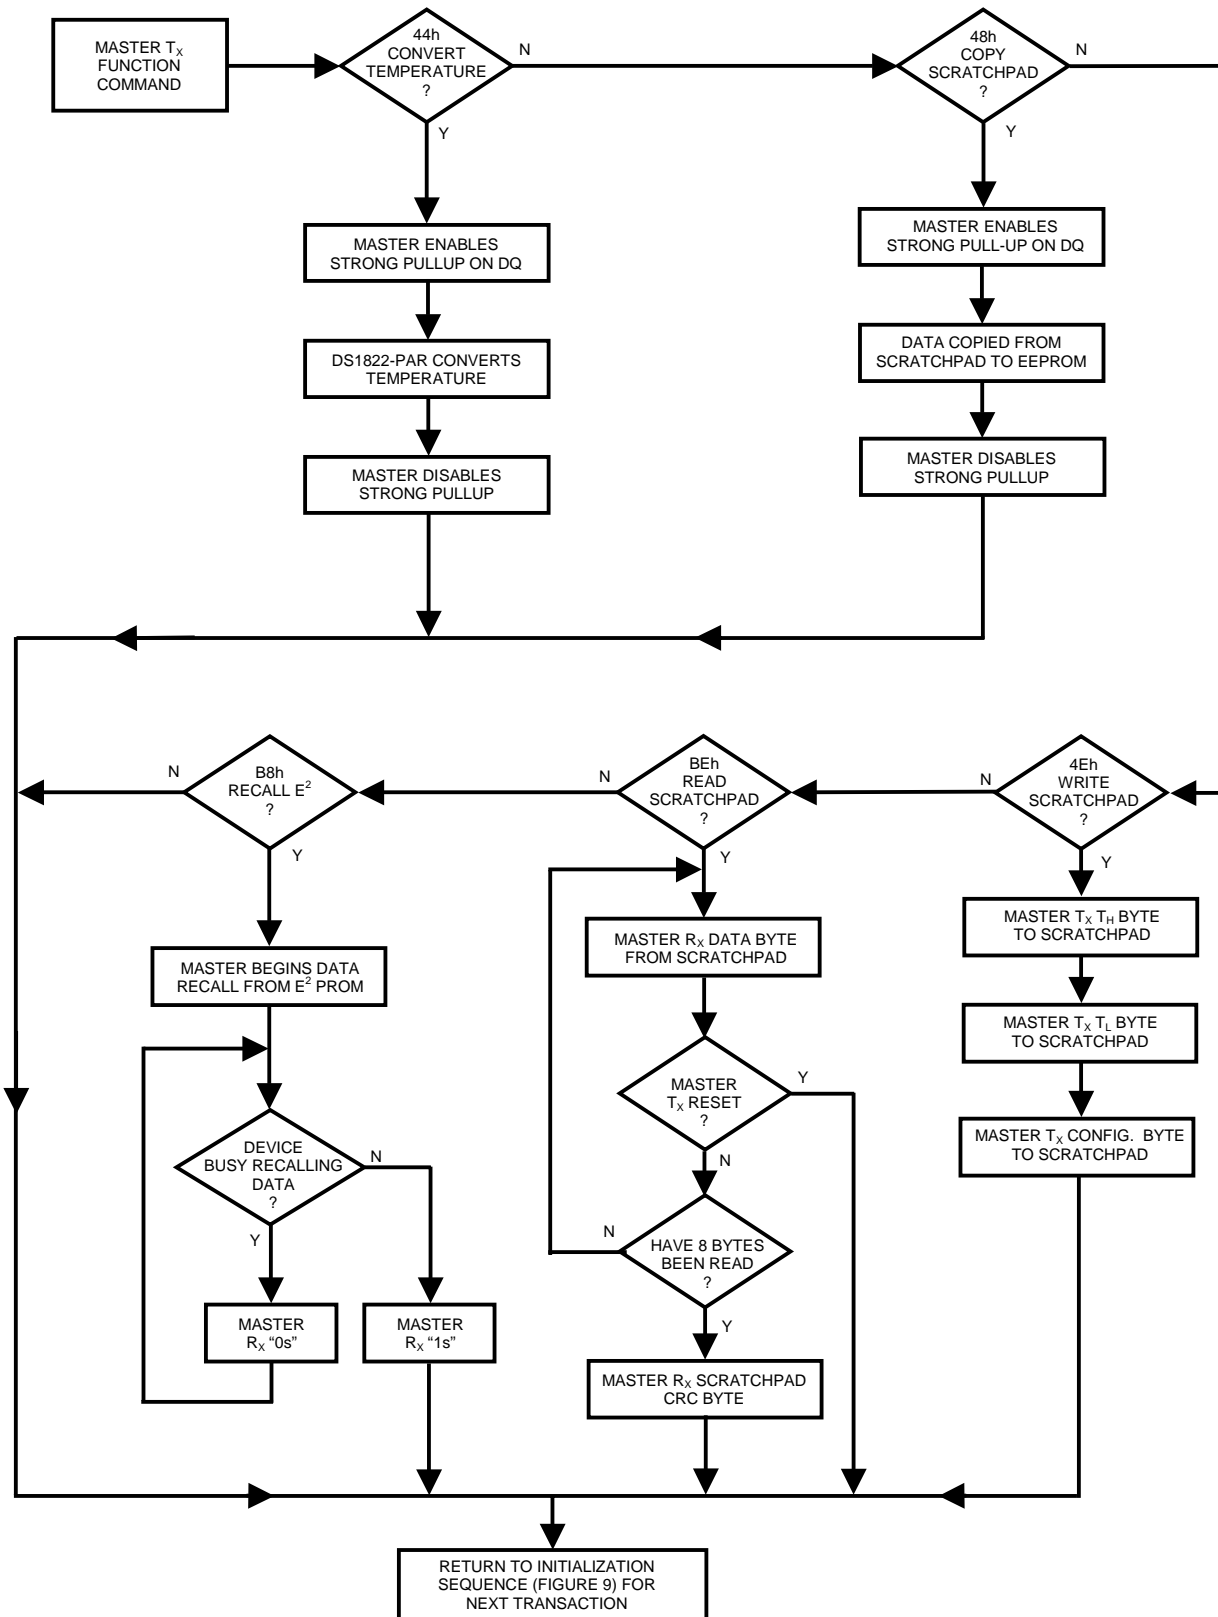 MASTER TX
FUNCTION
COMMAND
44h
CONVERT
TEMPERATURE
?
N
Y
48h
COPY
SCRATCHPAD
?
N
Y
MASTER ENABLES
STRONG PULLUP ON DQ
DS1822-PAR CONVERTS
TEMPERATURE
MASTER DISABLES
STRONG PULLUP
MASTER ENABLES
STRONG PULL-UP ON DQ
DATA COPIED FROM
SCRATCHPAD TO EEPROM
MASTER DISABLES
STRONG PULLUP
B8h
RECALL E²
?
N
Y
BEh
READ
SCRATCHPAD
?
N
Y
4Eh
WRITE
SCRATCHPAD
?
N
Y
MASTER BEGINS DATA
RECALL FROM E² PROM
DEVICE
BUSY RECALLING
DATA
?
N
Y
MASTER
RX “0s”
MASTER
RX “1s”
MASTER RX DATA BYTE
FROM SCRATCHPAD
MASTER
TX RESET
?
Y
N
HAVE 8 BYTES
BEEN READ
?
N
Y
MASTER RX SCRATCHPAD
CRC BYTE
MASTER TX TH BYTE
TO SCRATCHPAD
MASTER TX TL BYTE
TO SCRATCHPAD
MASTER TX CONFIG. BYTE
TO SCRATCHPAD
RETURN TO INITIALIZATION
SEQUENCE (FIGURE 9) FOR
NEXT TRANSACTION